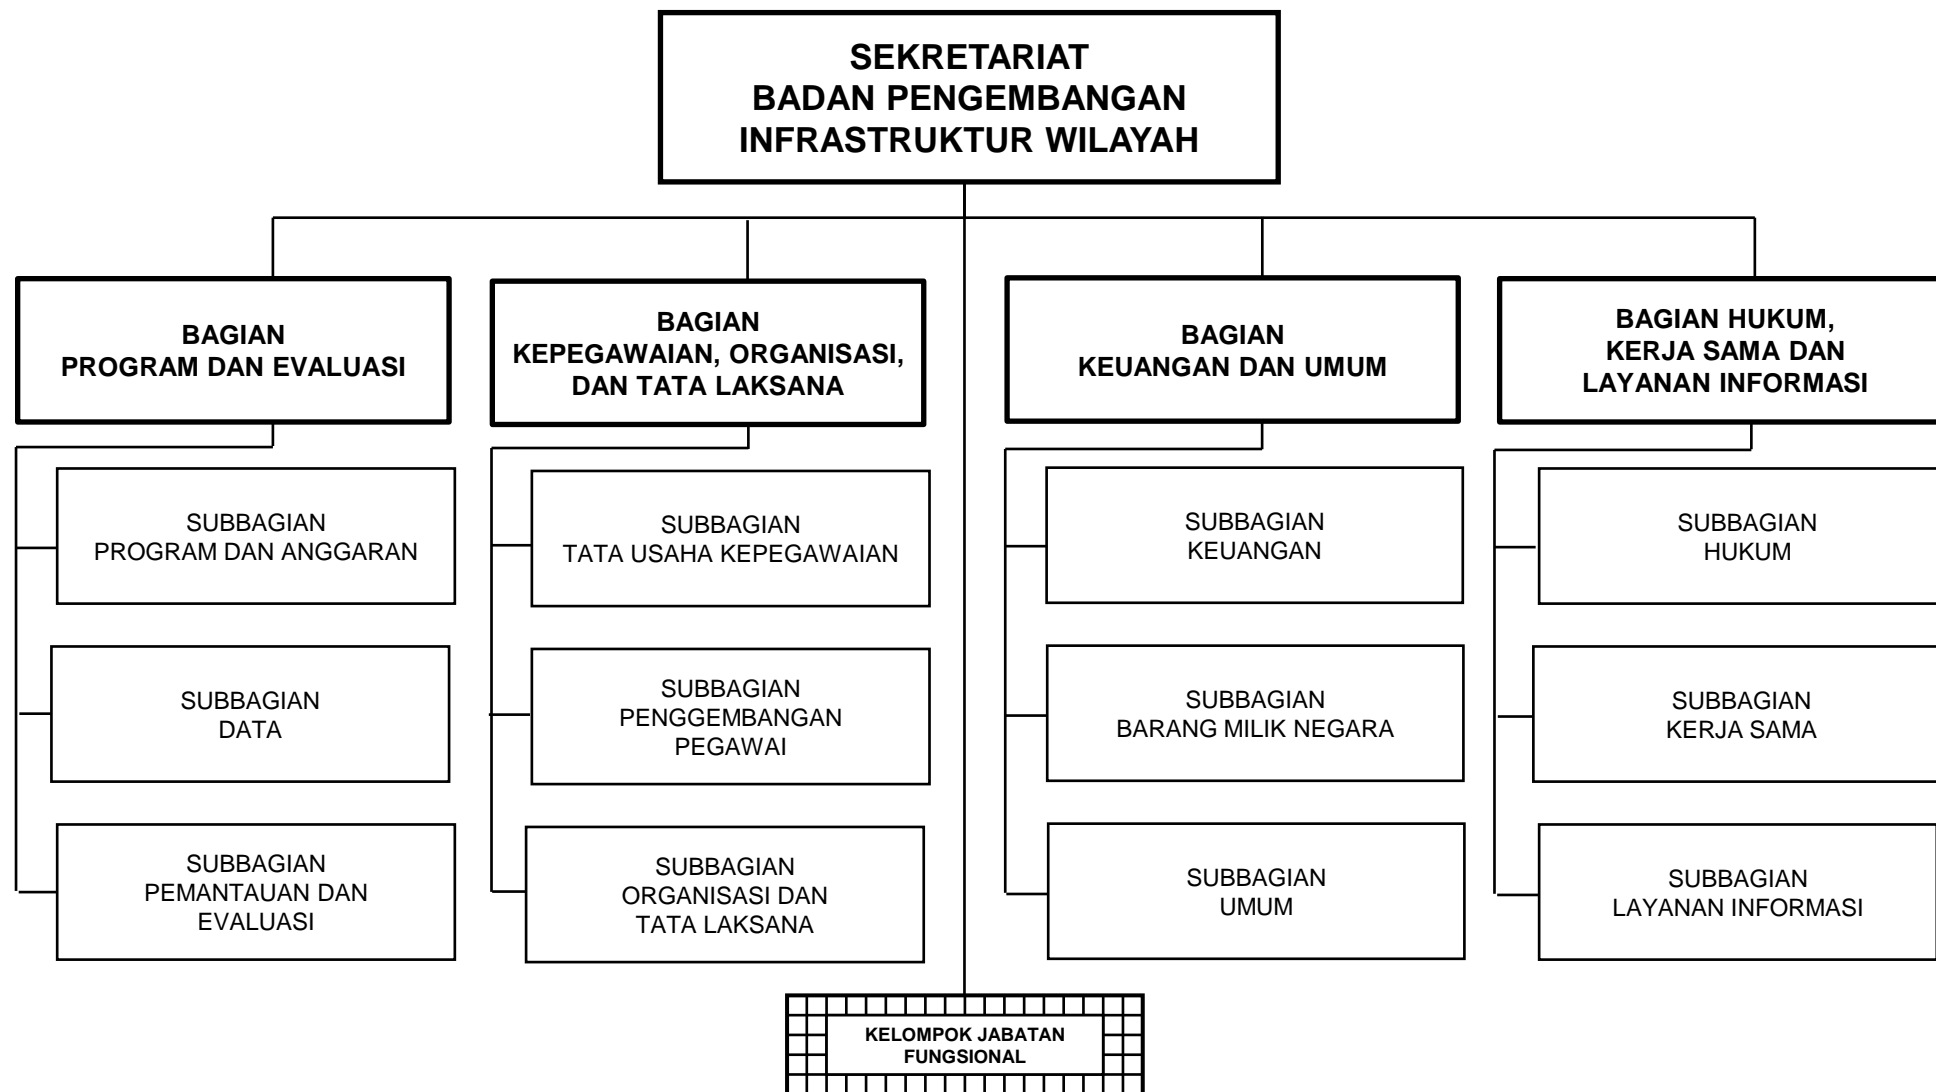 SEKRETARIAT
BADAN PENGEMBANGAN
INFRASTRUKTUR WILAYAH
BAGIAN
PROGRAM DAN EVALUASI
BAGIAN
KEPEGAWAIAN, ORGANISASI,
DAN TATA LAKSANA
BAGIAN
KEUANGAN DAN UMUM
BAGIAN HUKUM,
KERJA SAMA DAN
LAYANAN INFORMASI
SUBBAGIAN
PROGRAM DAN ANGGARAN
SUBBAGIAN
TATA USAHA KEPEGAWAIAN
SUBBAGIAN
KEUANGAN
SUBBAGIAN
HUKUM
SUBBAGIAN
DATA
SUBBAGIAN
PENGGEMBANGAN
PEGAWAI
SUBBAGIAN
BARANG MILIK NEGARA
SUBBAGIAN
KERJA SAMA
SUBBAGIAN
PEMANTAUAN DAN
EVALUASI
SUBBAGIAN
ORGANISASI DAN
TATA LAKSANA
SUBBAGIAN
UMUM
SUBBAGIAN
LAYANAN INFORMASI
KELOMPOK JABATAN
FUNGSIONAL